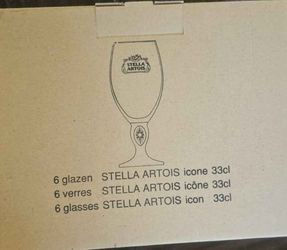 STELLA
ARTOIS
6 glazen STELLA ARTOIS icone 33cl
6 verres STELLA ARTOIS icône 33cl
6 glasses STELLA ARTOIS icon 33cl